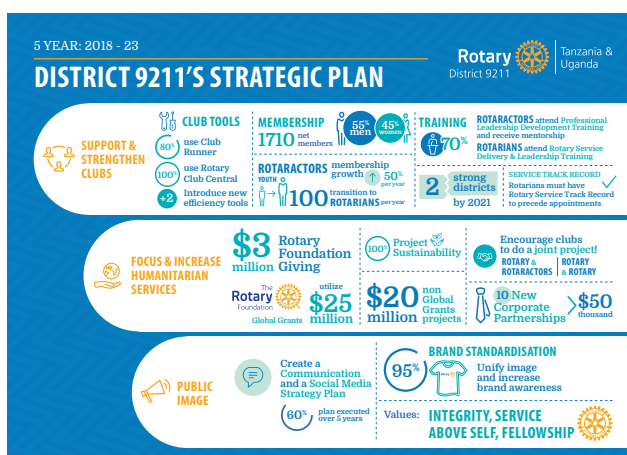 5 YEAR: 2018 - 23
DISTRICT 9211'S STRATEGIC PLAN
Rotary
District 9211
Tanzania &
Uganda
SUPPORT &
STRENGTHEN
CLUBS
CLUB TOOLS
80% use Club
Runner
100% use Rotary
Club Central
+2 Introduce new
efficiency tools
MEMBERSHIP
1710 net
members
55%
men
45%
women
ROTARACTORS membership
growth 50%
per year
YOUTH
100 transition to
ROTARIANS per year
TRAINING
70%
ROTARACTORS attend Professional
Leadership Development Training
and receive mentorship
ROTARIANS attend Rotary Service
Delivery & Leadership Training
2 strong
districts
by 2021
SERVICE TRACK RECORD
Rotarians must have
Rotary Service Track Record
to precede appointments
FOCUS & INCREASE
HUMANITARIAN
SERVICES
$3
million
Rotary
Foundation
Giving
The
Rotary
Foundation
Global Grants
utilize
$25
million
100% Project
Sustainability
$20
million
non
Global
Grants
projects
Encourage clubs
to do a joint project!
ROTARY &
ROTARACTORS
ROTARY
& ROTARY
10 New
Corporate
Partnerships
$50
thousand
PUBLIC
IMAGE
Create a
Communication
and a Social Media
Strategy Plan
60% plan executed
over 5 years
BRAND STANDARDISATION
95%
Rotary
Unify image
and increase
brand awareness
Values: INTEGRITY, SERVICE
ABOVE SELF, FELLOWSHIP